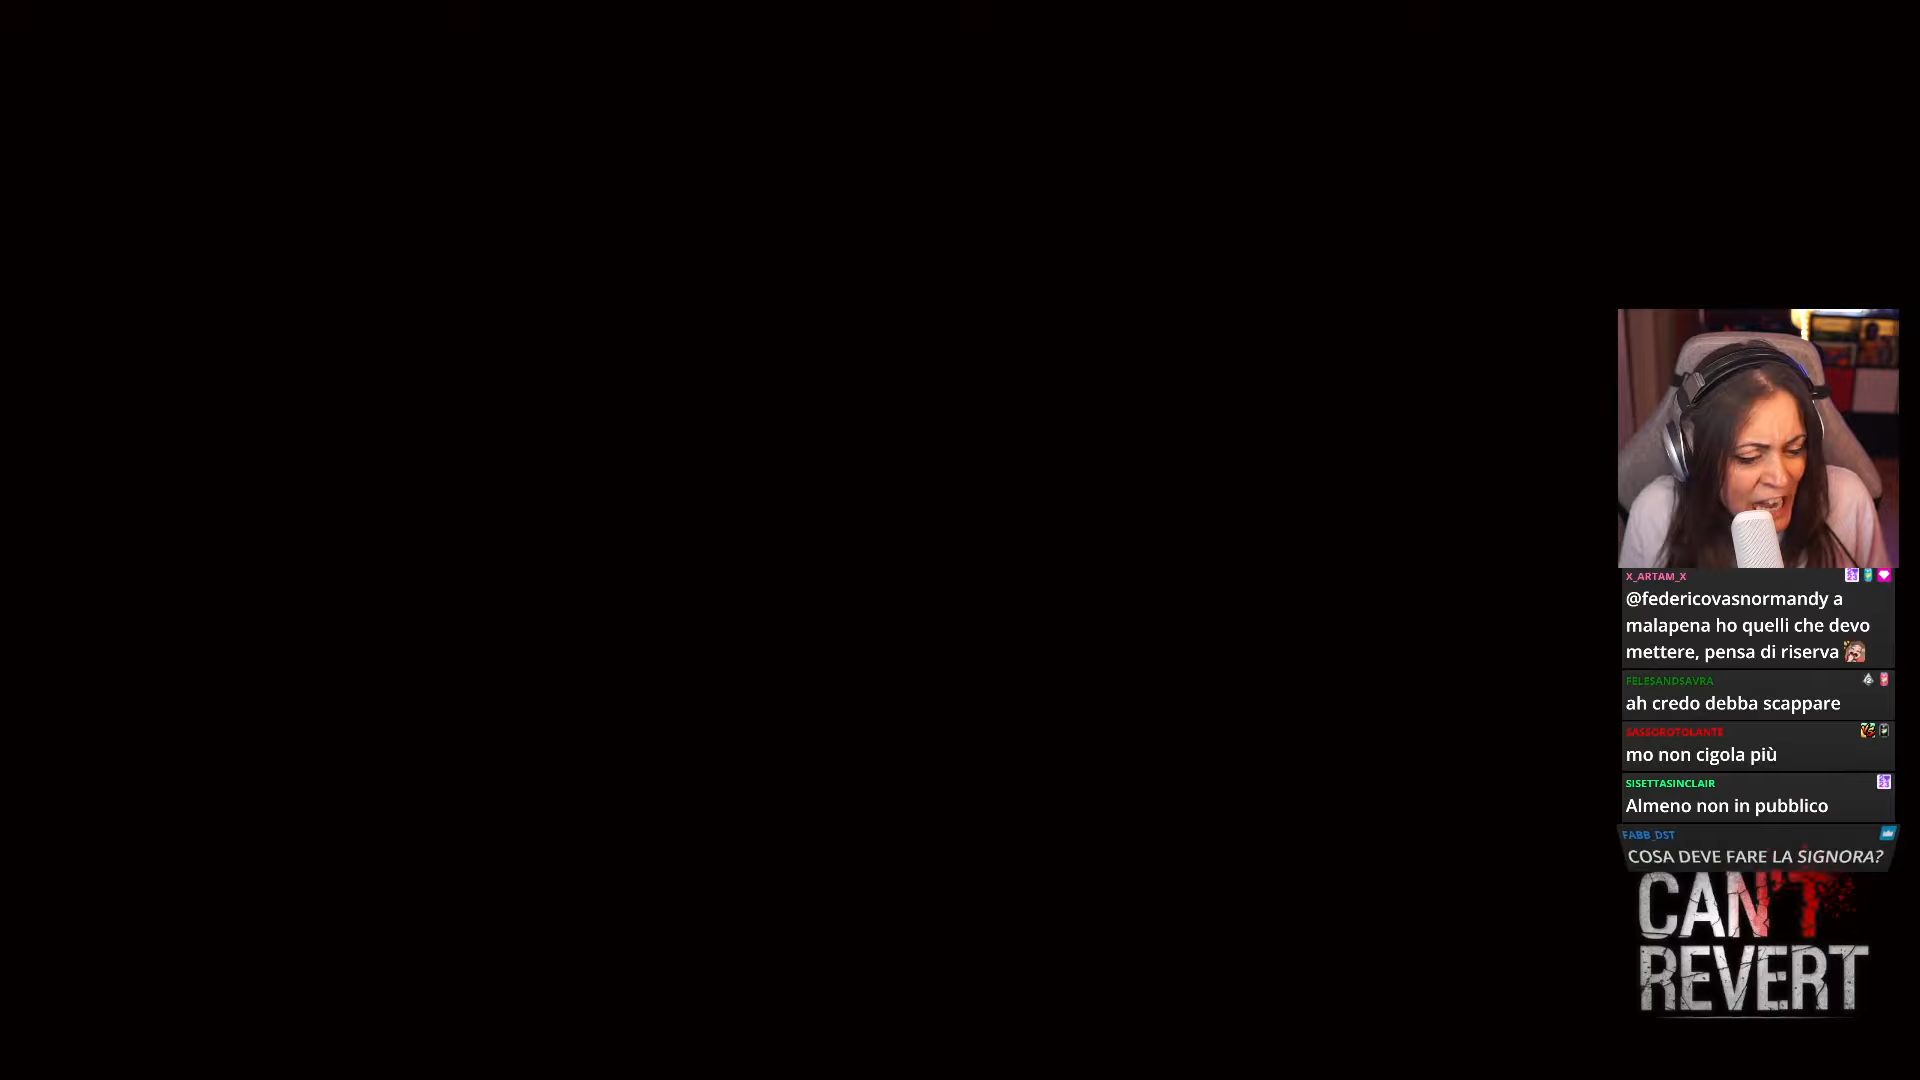 X_ARTAM_X
@federicovasnormandy a
malapena ho quelli che devo
mettere, pensa di riserva
FELESANDSAVRA
ah credo debba scappare
SASSOROTOLANTE
mo non cigola più
SISETTASINCLAIR
Almeno non in pubblico
FABB_DST
COSA DEVE FARE LA SIGNORA?
CAN'T
REVERT